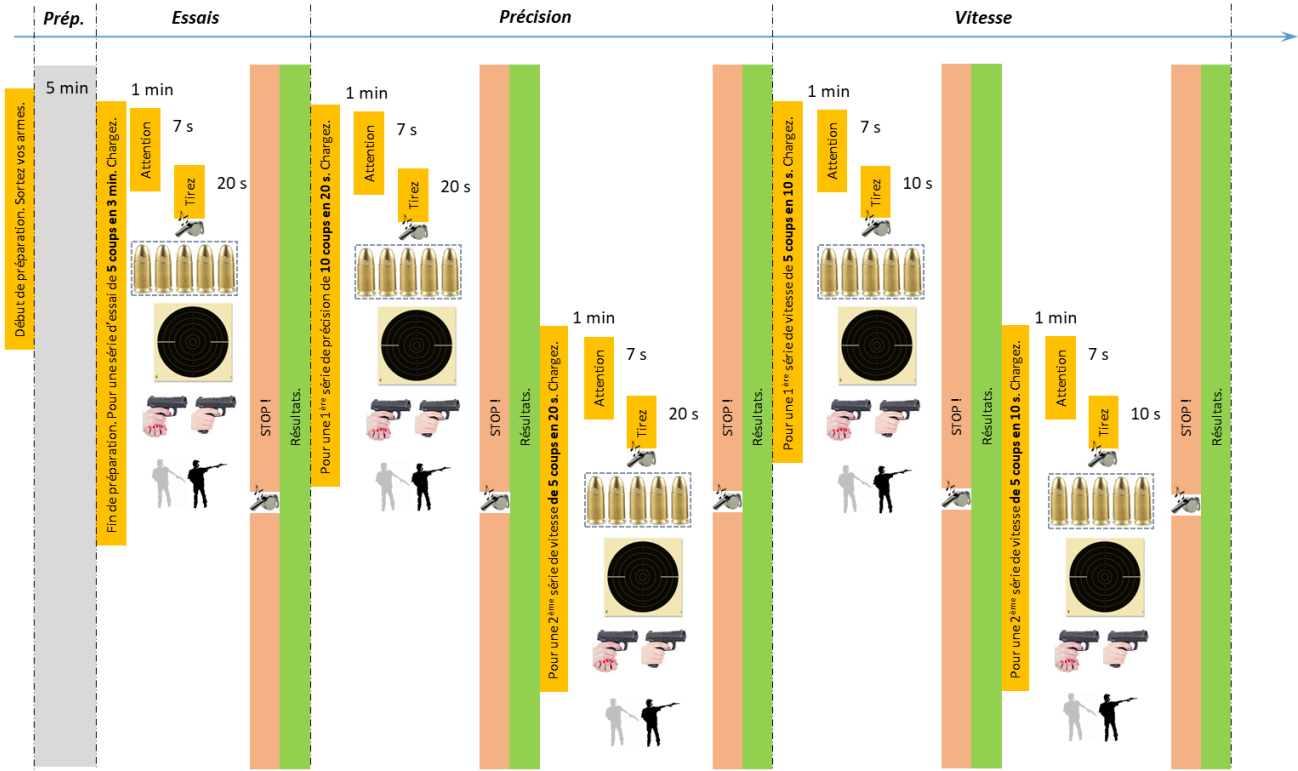 Prép.
Essais
Précision
Vitesse
Début de préparation. Sortez vos armes.
5 min
Fin de préparation. Pour une série d'essai de 5 coups en 3 min. Chargez.
1 min
Attention
7 s
Tirez
20 s
STOP !
Résultats.
Pour une 1ère série de précision de 10 coups en 20 s. Chargez.
1 min
Attention
7 s
Tirez
20 s
STOP !
Résultats.
Pour une 2ème série de vitesse de 5 coups en 20 s. Chargez.
1 min
Attention
7 s
Tirez
20 s
STOP !
Résultats.
Pour une 1ère série de vitesse de 5 coups en 10 s. Chargez.
1 min
Attention
7 s
Tirez
10 s
STOP !
Résultats.
Pour une 2ème série de vitesse de 5 coups en 10 s. Chargez.
1 min
Attention
7 s
Tirez
10 s
STOP !
Résultats.